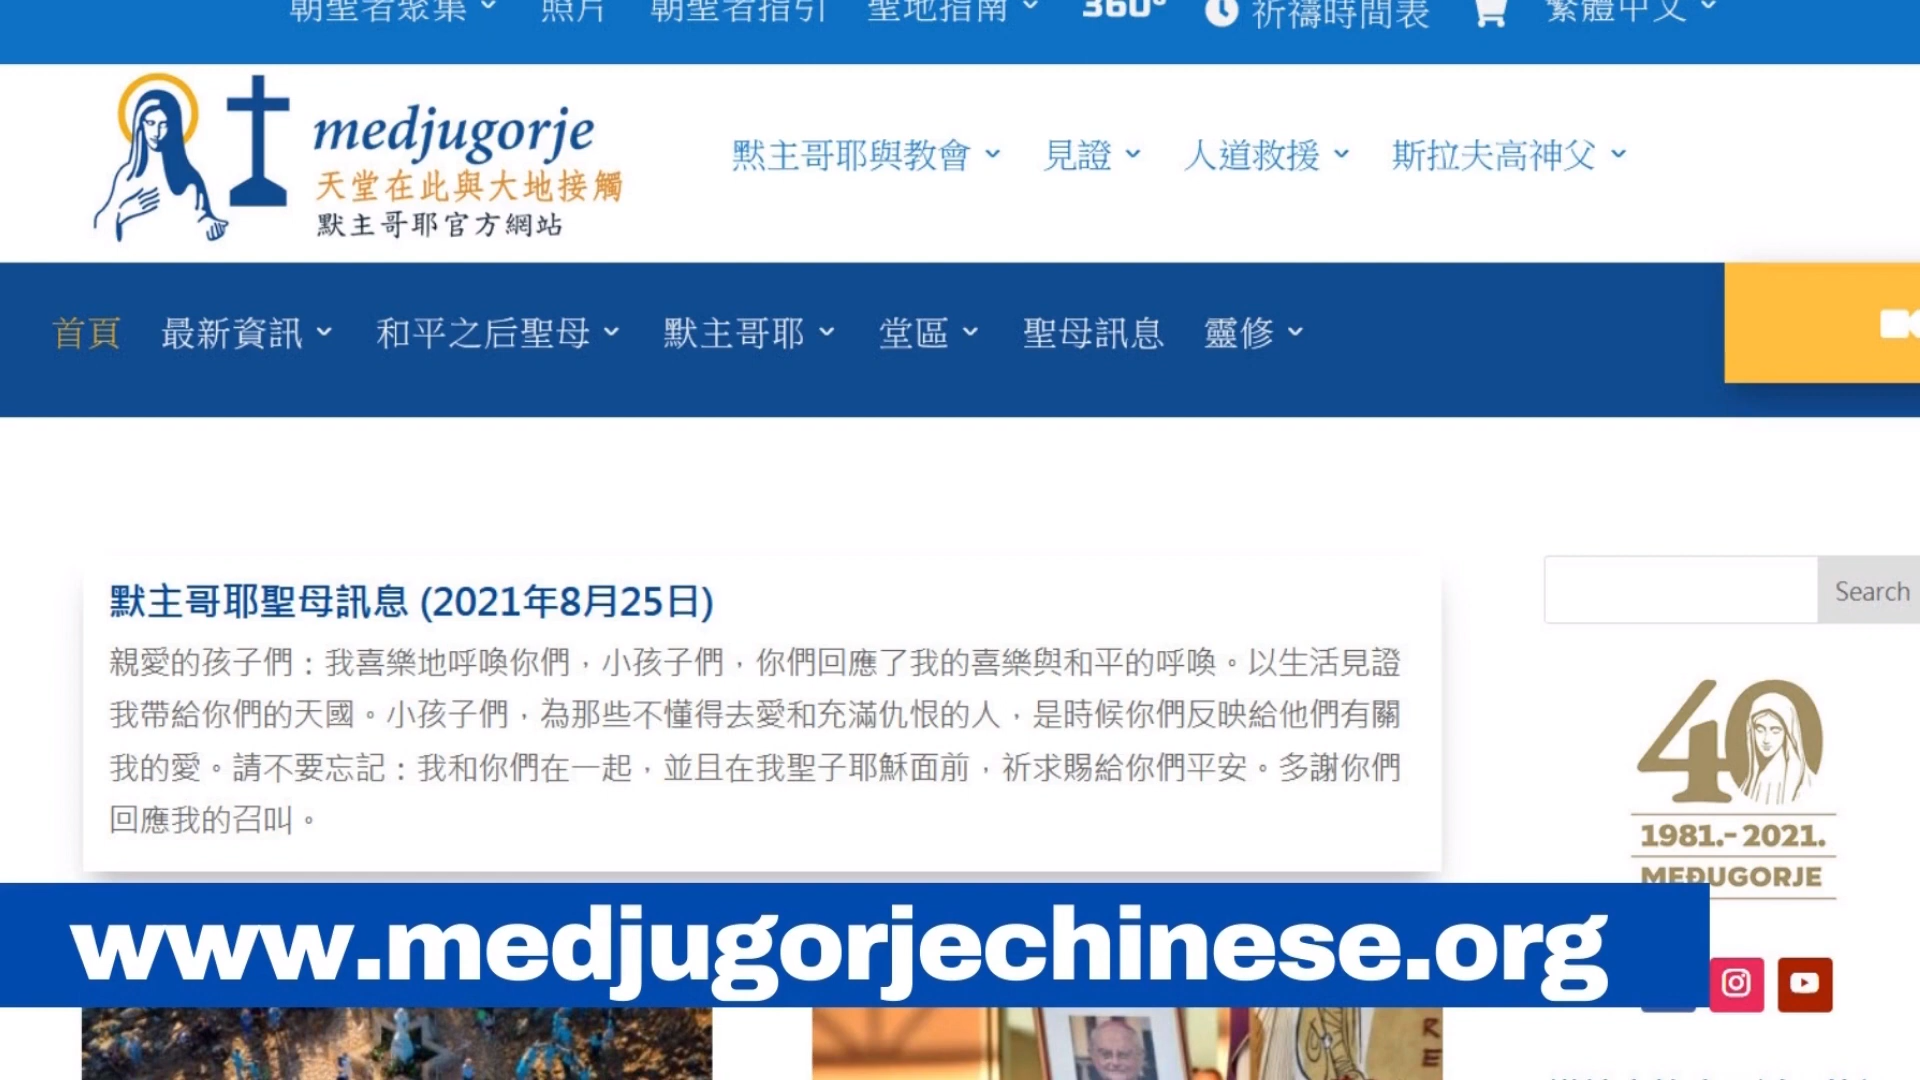 朝聖者聚集 照片 朝聖者指引 聖地指南 360° 祈禱時間表 繁體中文
medjugorje
天堂在此與大地接觸
默主哥耶官方網站
默主哥耶與教會 見證 人道救援 斯拉夫高神父
首頁 最新資訊 和平之后聖母 默主哥耶 堂區 聖母訊息 靈修
默主哥耶聖母訊息 (2021年8月25日)
親愛的孩子們：我喜樂地呼喚你們，小孩子們，你們回應了我的喜樂與和平的呼喚。以生活見證
我帶給你們的天國。小孩子們，為那些不懂得去愛和充滿仇恨的人，是時候你們反映給他們有關
我的愛。請不要忘記：我和你們在一起，並且在我聖子耶穌面前，祈求賜給你們平安。多謝你們
回應我的召叫。
Search
40
1981.-2021.
MEĐUGORJE
www.medjugorjechinese.org
R
E